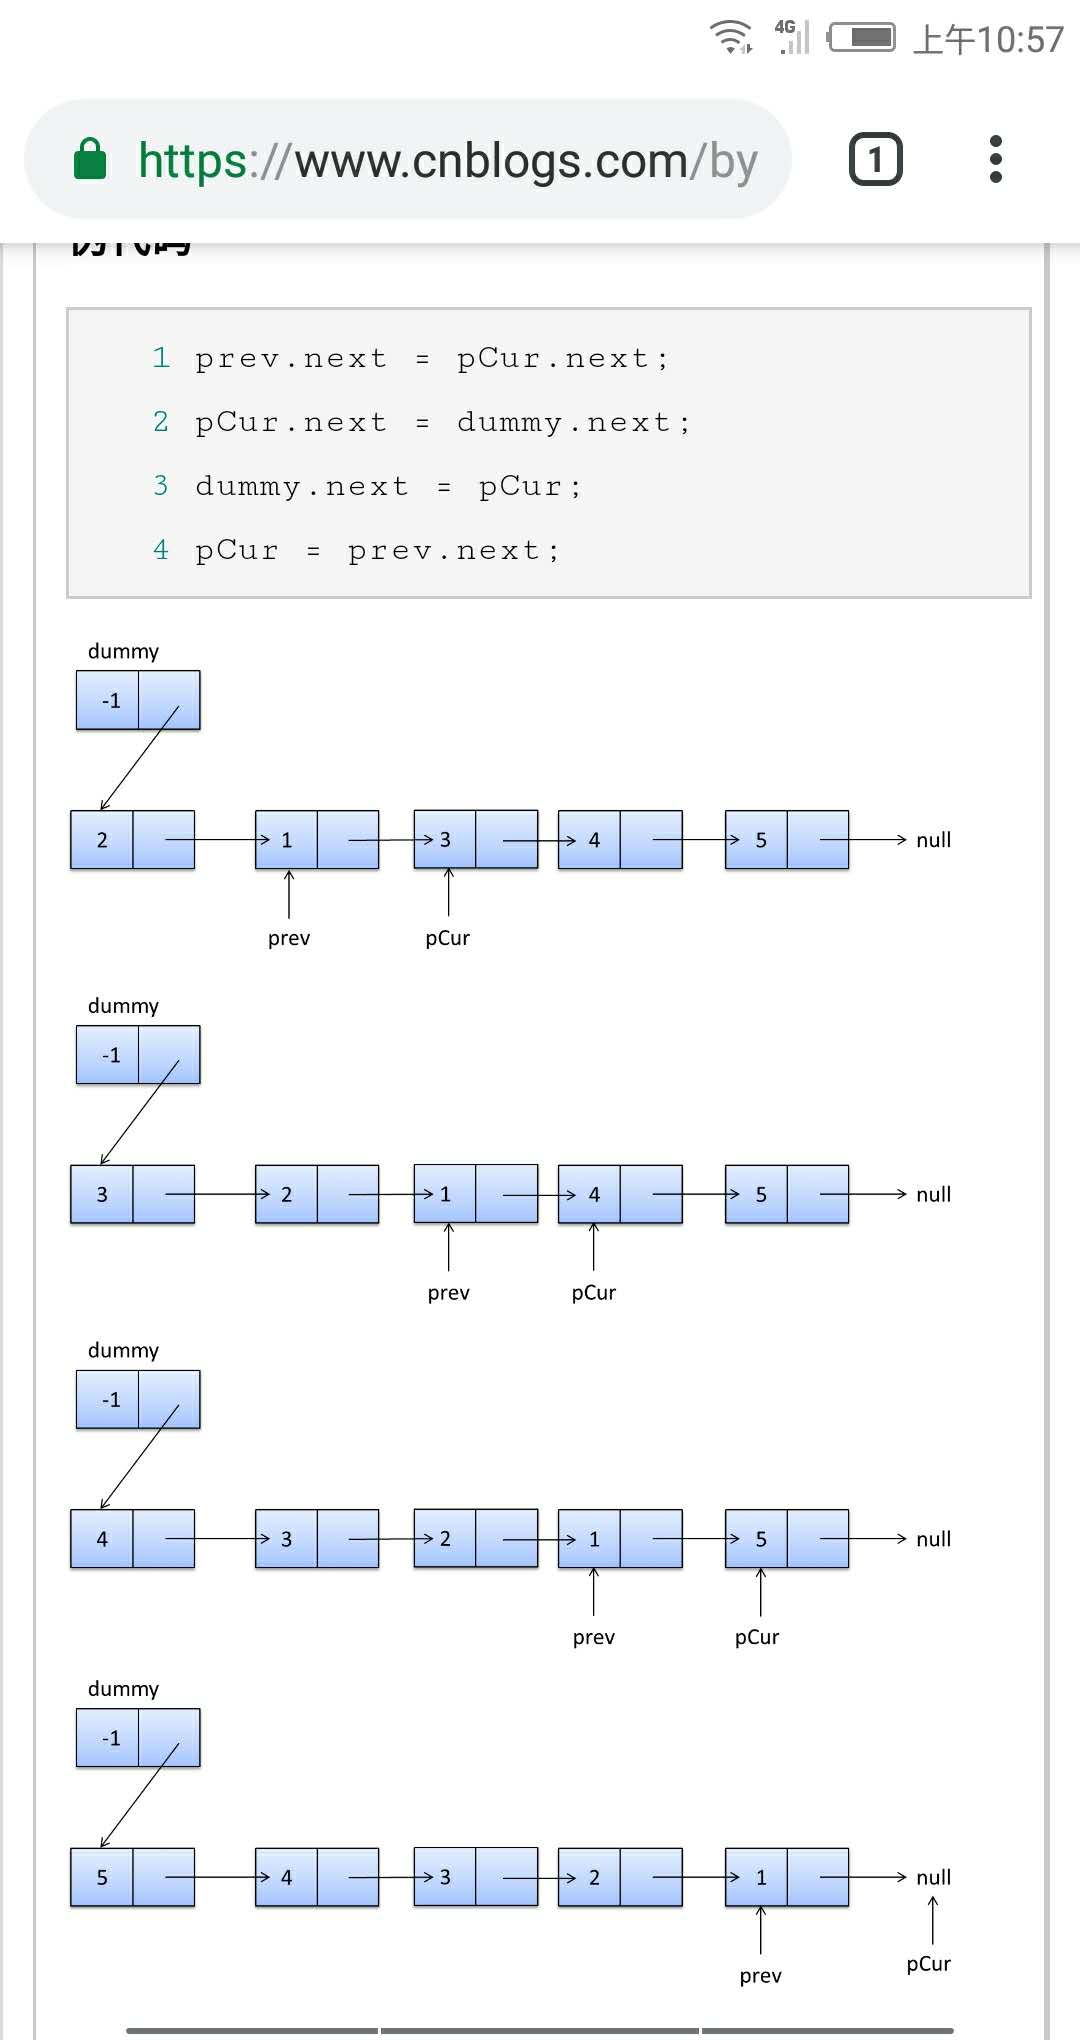 4G 上午10:57
https://www.cnblogs.com/by 1
1 prev.next = pCur.next;
2 pCur.next = dummy.next;
3 dummy.next = pCur;
4 pCur = prev.next;
dummy
-1
2 1 3 4 5 null
prev pCur
dummy
-1
3 2 1 4 5 null
prev pCur
dummy
-1
4 3 2 1 5 null
prev pCur
dummy
-1
5 4 3 2 1 null
prev pCur